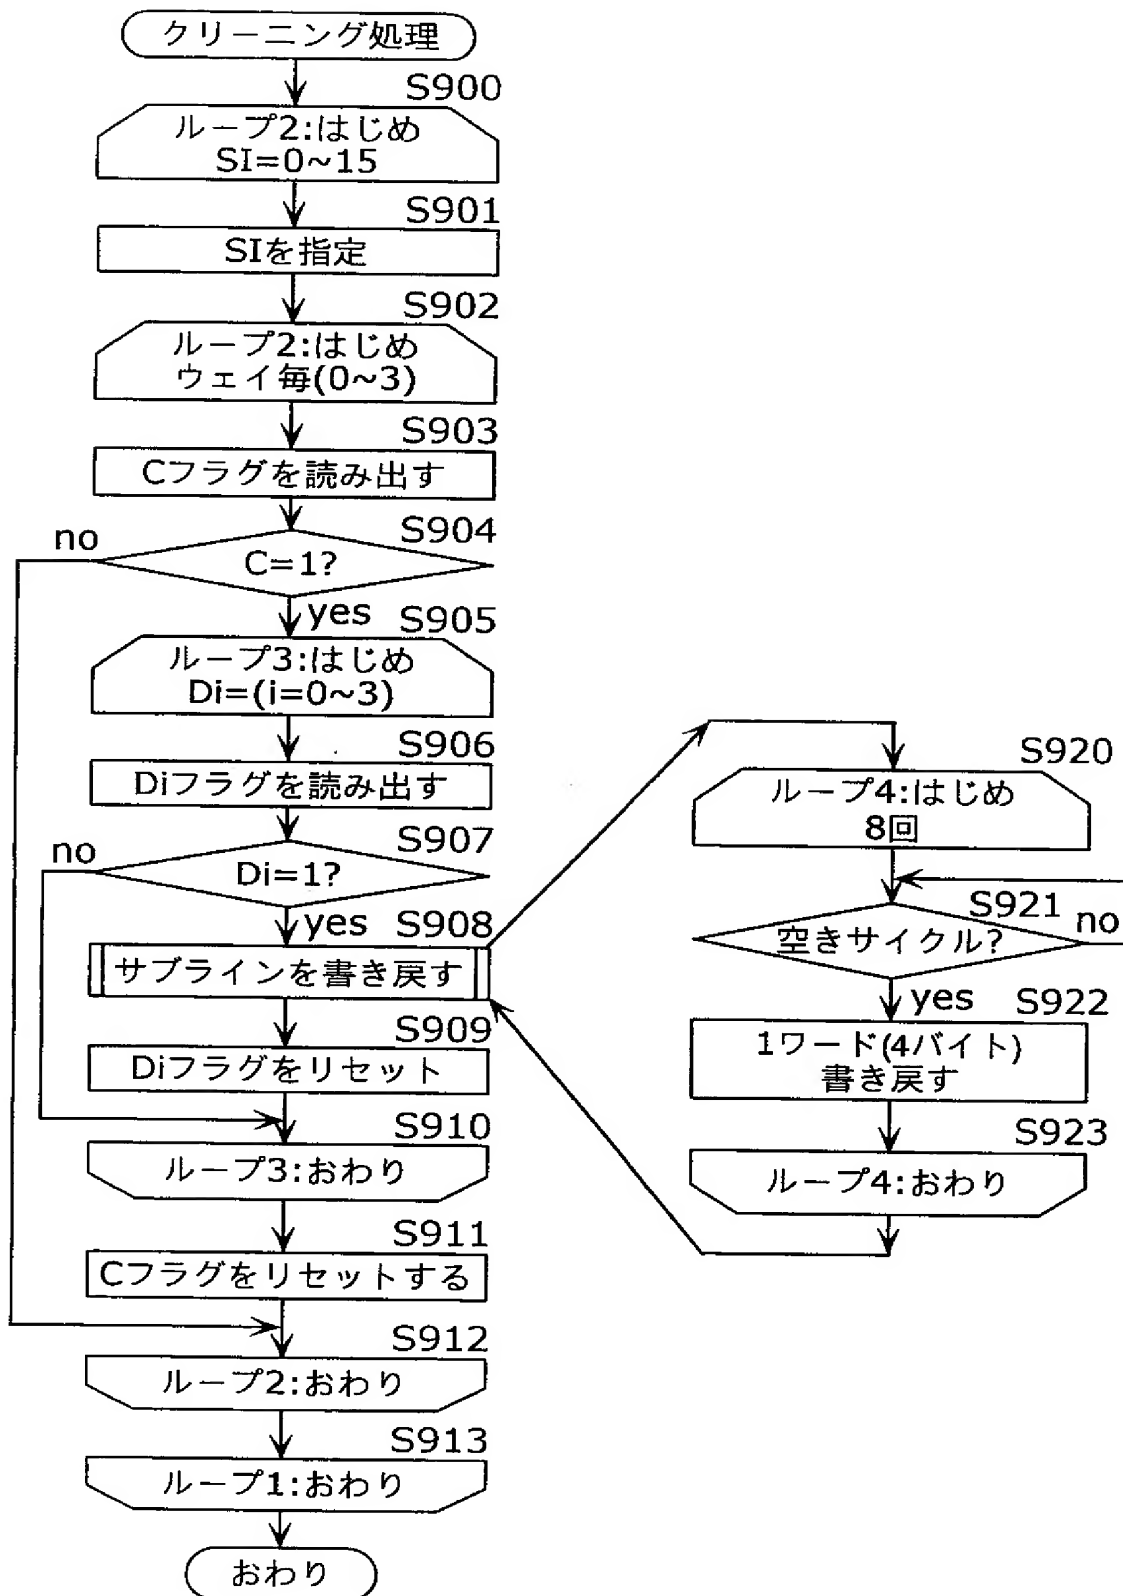 クリーニング処理
S900
ループ2:はじめ
SI=0~15
S901
SIを指定
S902
ループ2:はじめ
ウェイ毎(0~3)
S903
Cフラグを読み出す
S904
no
C=1?
yes
S905
ループ3:はじめ
Di=(i=0~3)
S906
Diフラグを読み出す
S907
no
Di=1?
yes
S908
サブラインを書き戻す
S909
Diフラグをリセット
S910
ループ3:おわり
S911
Cフラグをリセットする
S912
ループ2:おわり
S913
ループ1:おわり
おわり
S920
ループ4:はじめ
8回
S921
空きサイクル?
no
yes
S922
1ワード(4バイト)
書き戻す
S923
ループ4:おわり